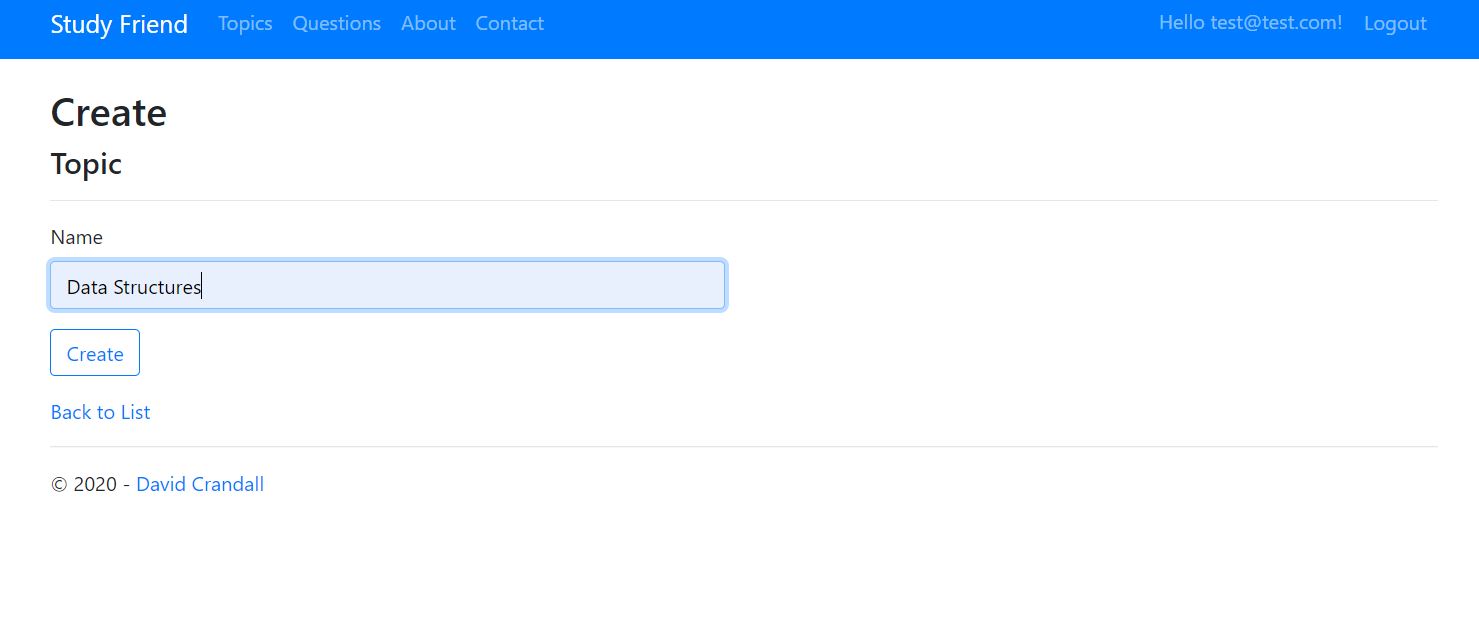 Study Friend Topics Questions About Contact Hello test@test.com! Logout
Create
Topic
Name
Data Structures
Create
Back to List
© 2020 - David Crandall